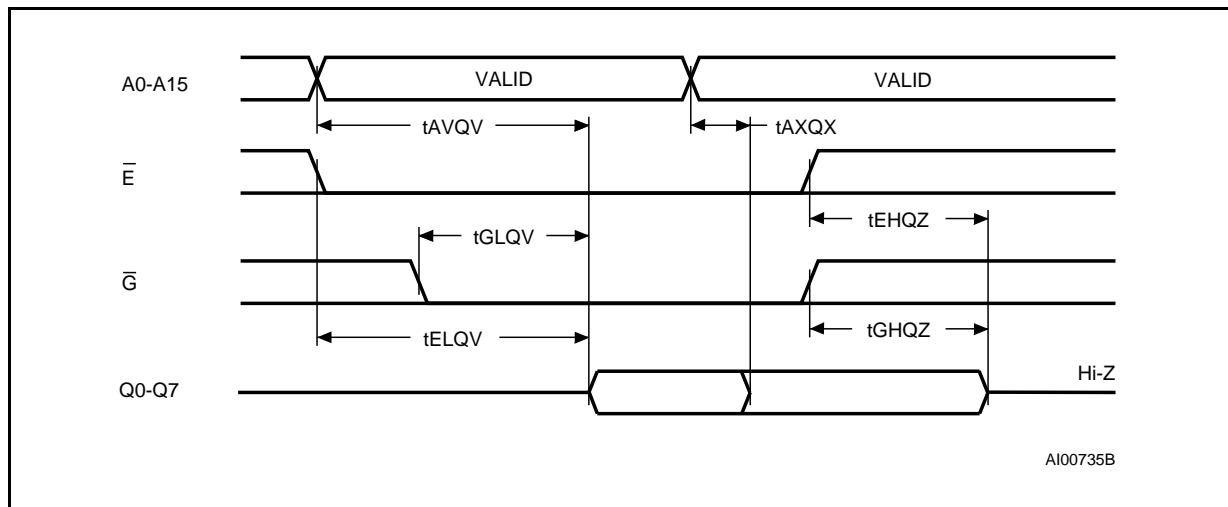 A0-A15
VALID
VALID
tAVQV
tAXQX
E̅
tEHQZ
tGLQV
G̅
tGHQZ
tELQV
Q0-Q7
Hi-Z
AI00735B